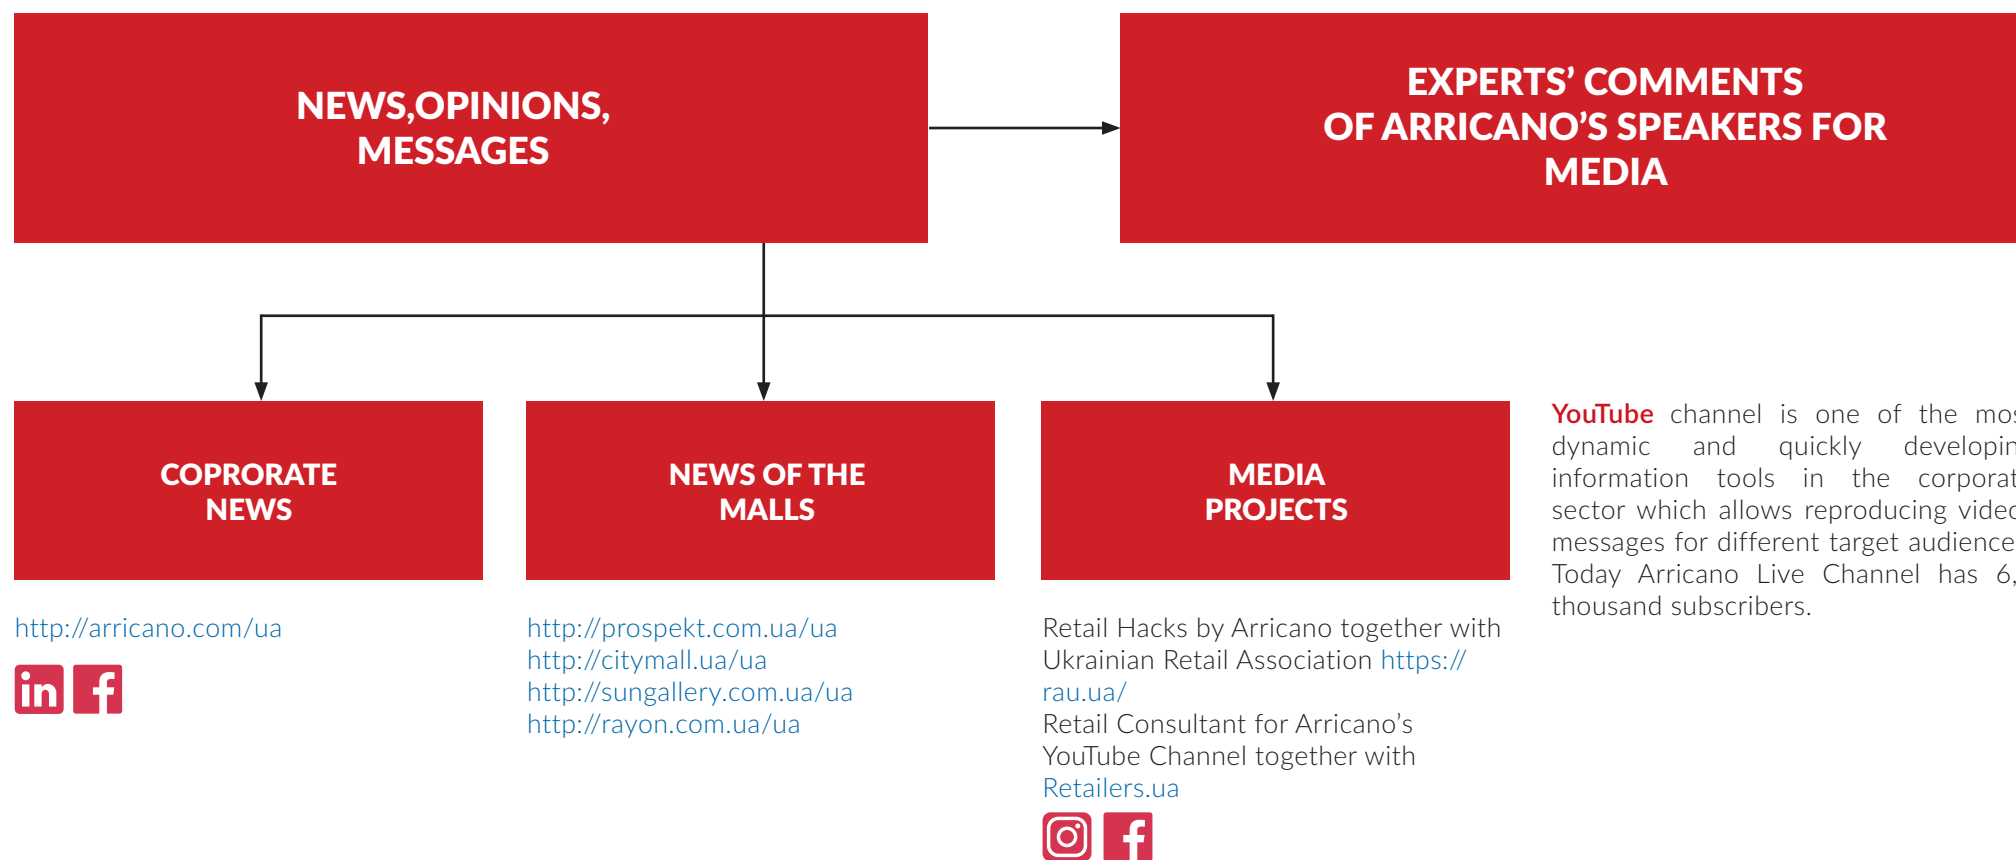 NEWS,OPINIONS,
MESSAGES
EXPERTS’ COMMENTS
OF ARRICANO’S SPEAKERS FOR
MEDIA
COPRORATE
NEWS
NEWS OF THE
MALLS
MEDIA
PROJECTS
http://arricano.com/ua
in f
http://prospekt.com.ua/ua
http://citymall.ua/ua
http://sungallery.com.ua/ua
http://rayon.com.ua/ua
Retail Hacks by Arricano together with
Ukrainian Retail Association https://
rau.ua/
Retail Consultant for Arricano’s
YouTube Channel together with
Retailers.ua
f
YouTube channel is one of the
dynamic and quickly
information tools in the
sector which allows reproducing
messages for different target
Today Arricano Live Channel has
thousand subscribers.